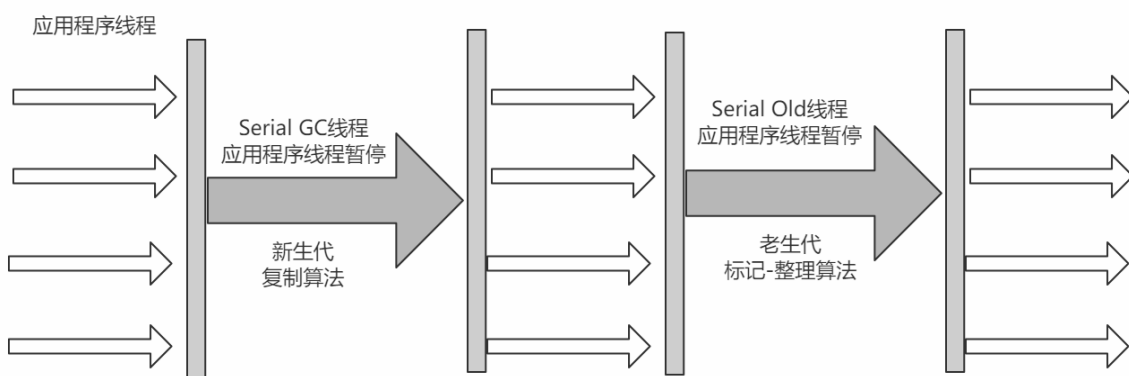 应用程序线程
Serial GC线程
应用程序线程暂停
新生代
复制算法
Serial Old线程
应用程序线程暂停
老生代
标记-整理算法